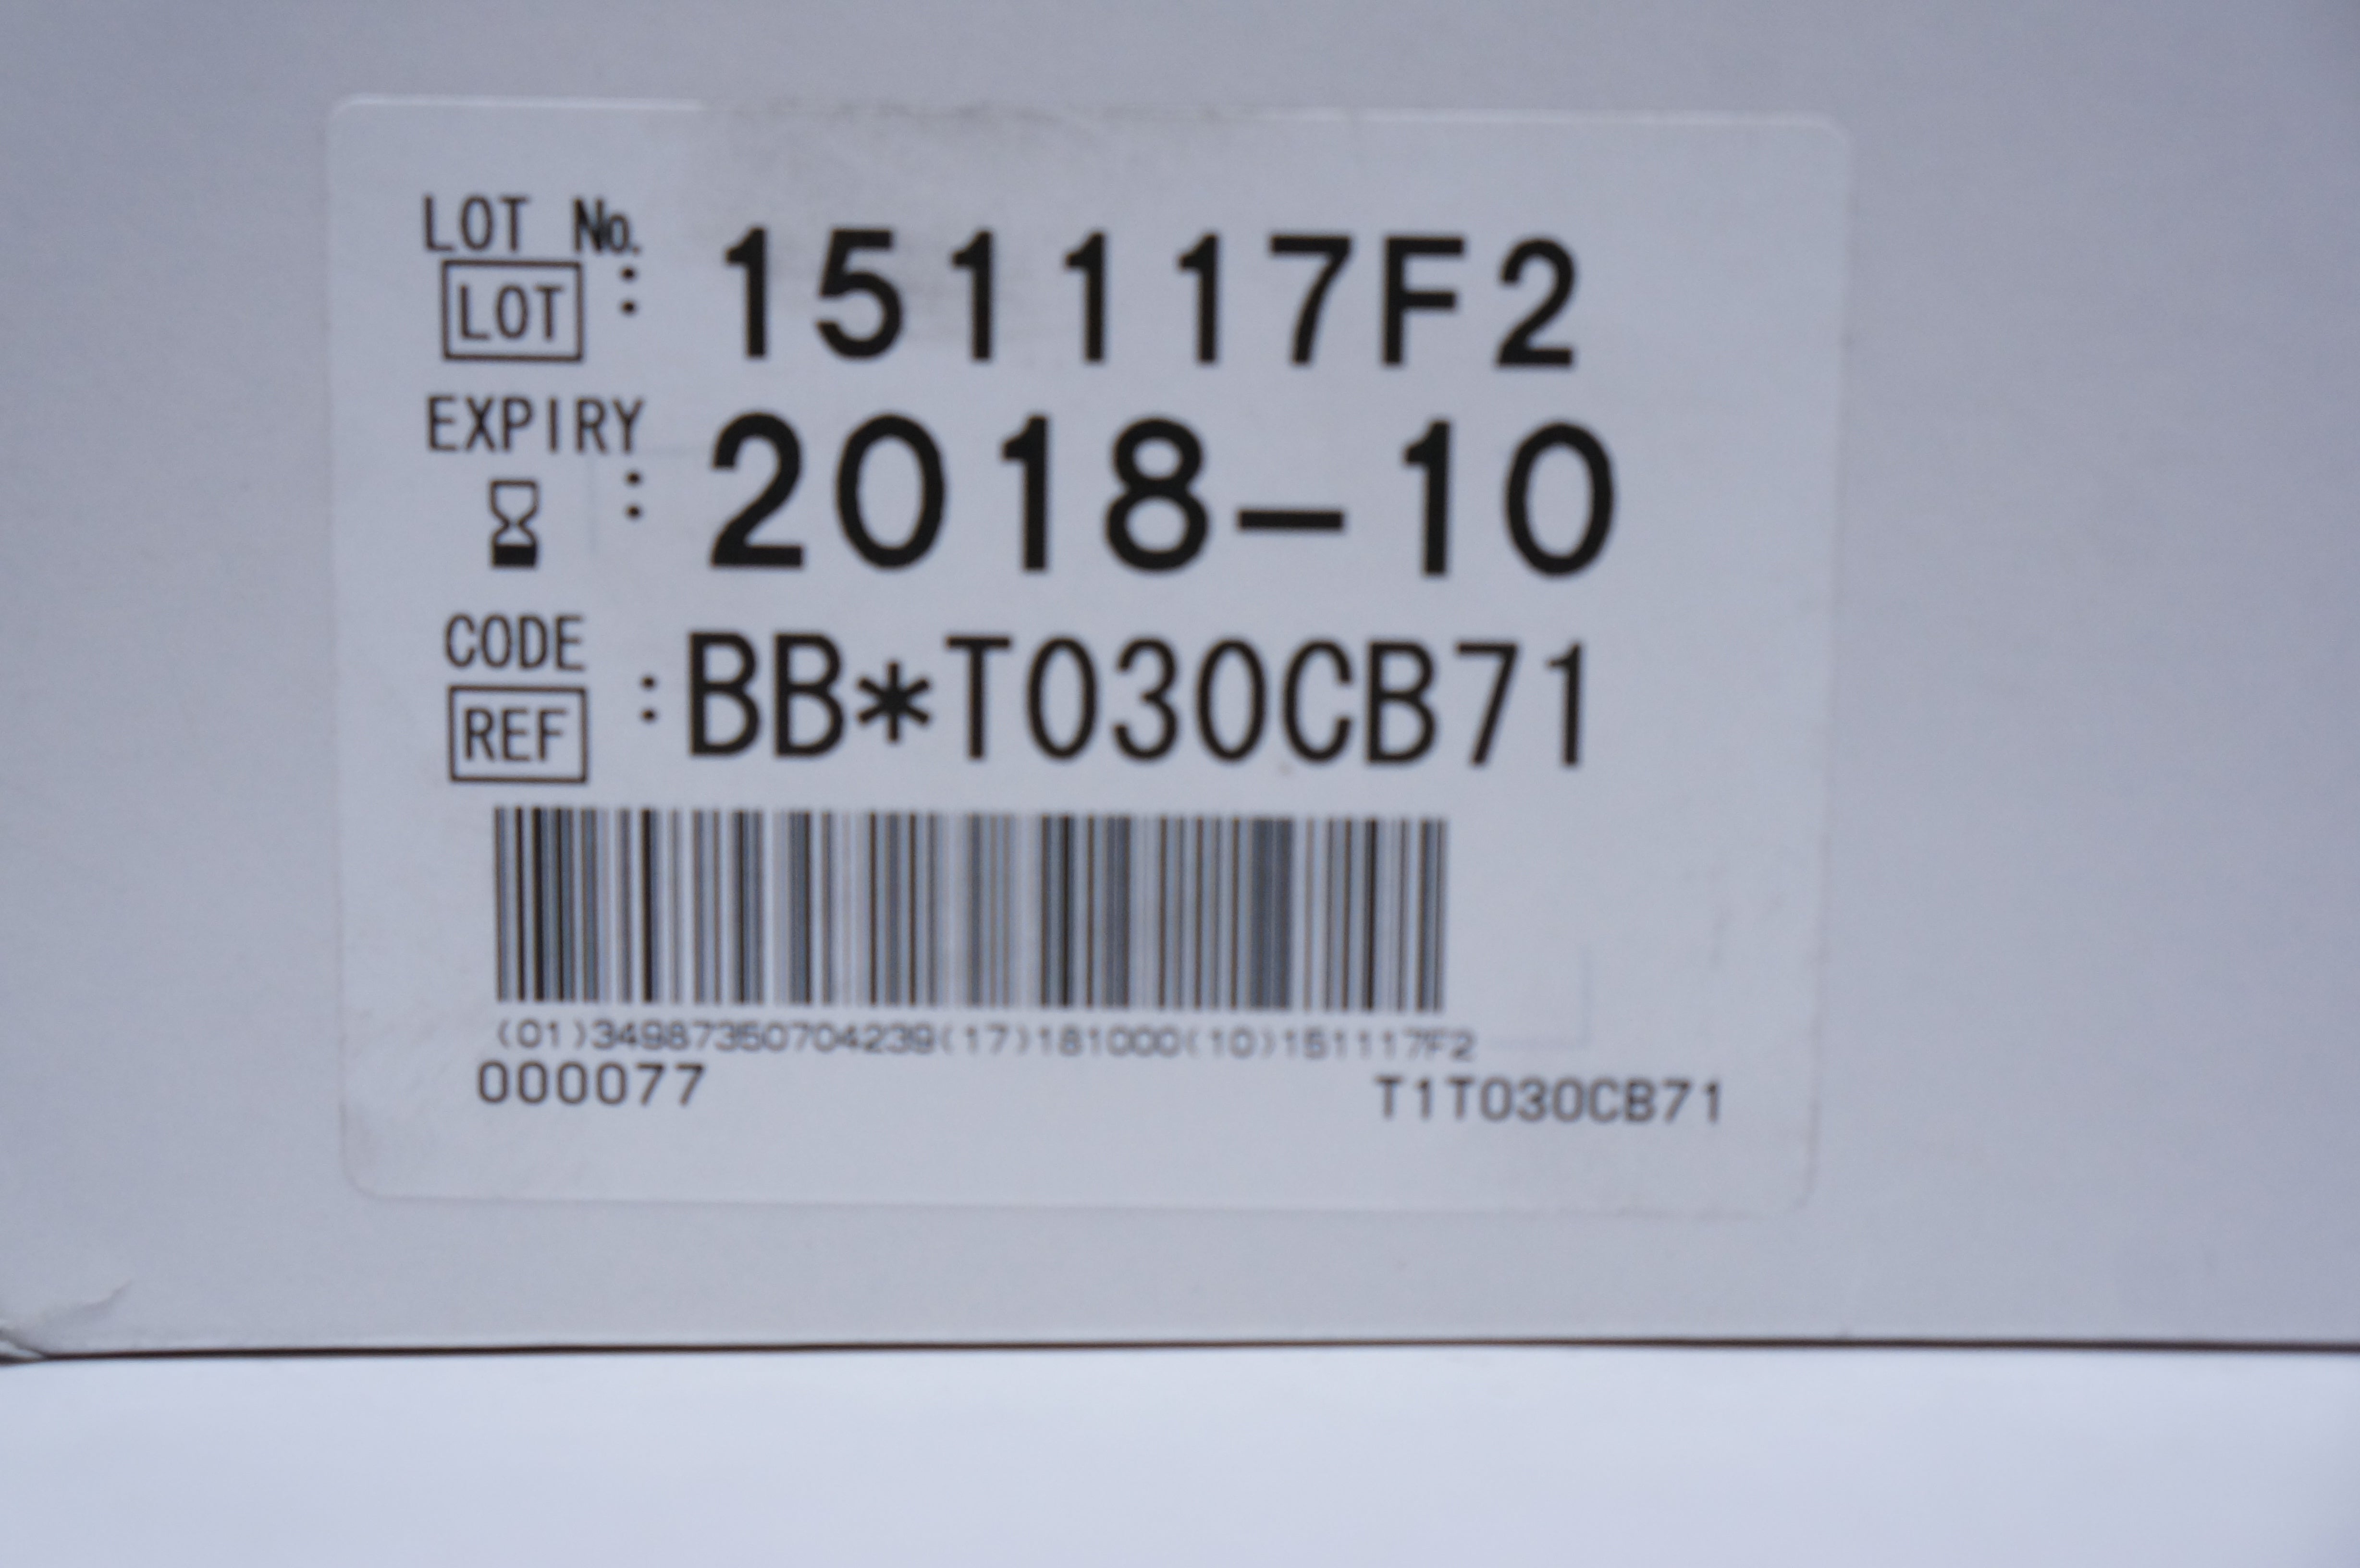 LOT No.
LOT : 151117F2
EXPIRY
: 2018-10
CODE
REF : BB*T030CB71
(01)34987350704239(17)181000(10)151117F2
000077 T1T030CB71